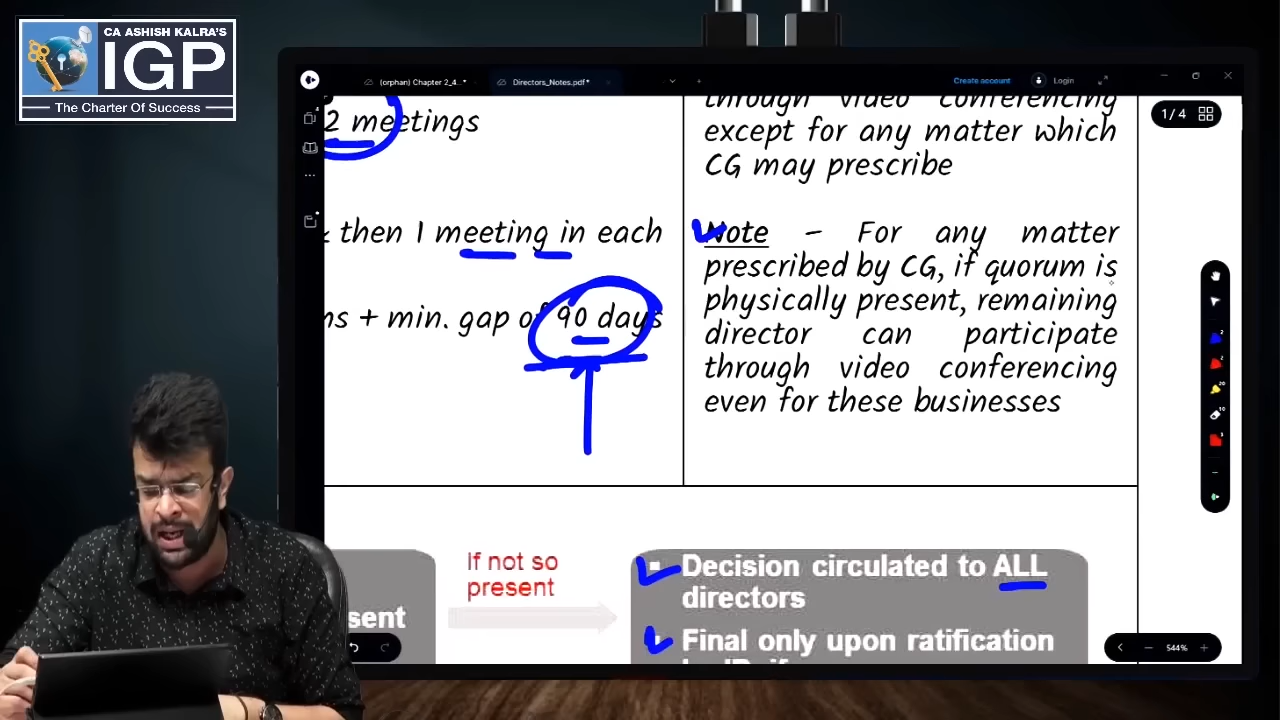 CA ASHISH KALRA'S
IGP
The Charter Of Success
(orphan) Chapter 2_4... *
Directors_Notes.pdf*
Create account
Login
1 / 4
2 meetings
then 1 meeting in each
+ min. gap of 90 days
through video conferencing
except for any matter which
CG may prescribe
Note - For any matter
prescribed by CG, if quorum is
physically present, remaining
director can participate
through video conferencing
even for these businesses
If not so
present
Decision circulated to ALL
directors
Final only upon ratification
544%